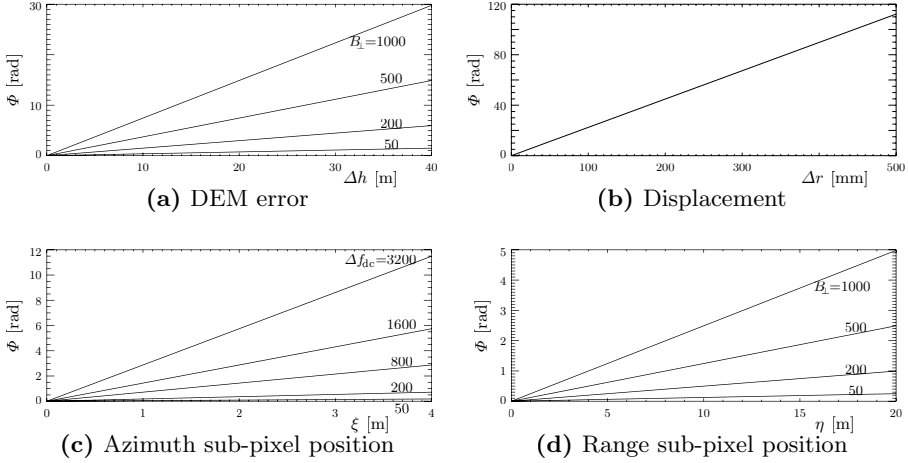 30
20
10
0
Φ [rad]
B⊥=1000
500
200
50
0 10 20 30 40
Δh [m]
(a) DEM error
120
80
40
0
Φ [rad]
0 100 200 300 400 500
Δr [mm]
(b) Displacement
12
10
8
6
4
2
0
Φ [rad]
Δfdc=3200
1600
800
200
50
0 1 2 3 4
ξ [m]
(c) Azimuth sub-pixel position
5
4
3
2
1
0
Φ [rad]
B⊥=1000
500
200
50
0 5 10 15 20
η [m]
(d) Range sub-pixel position